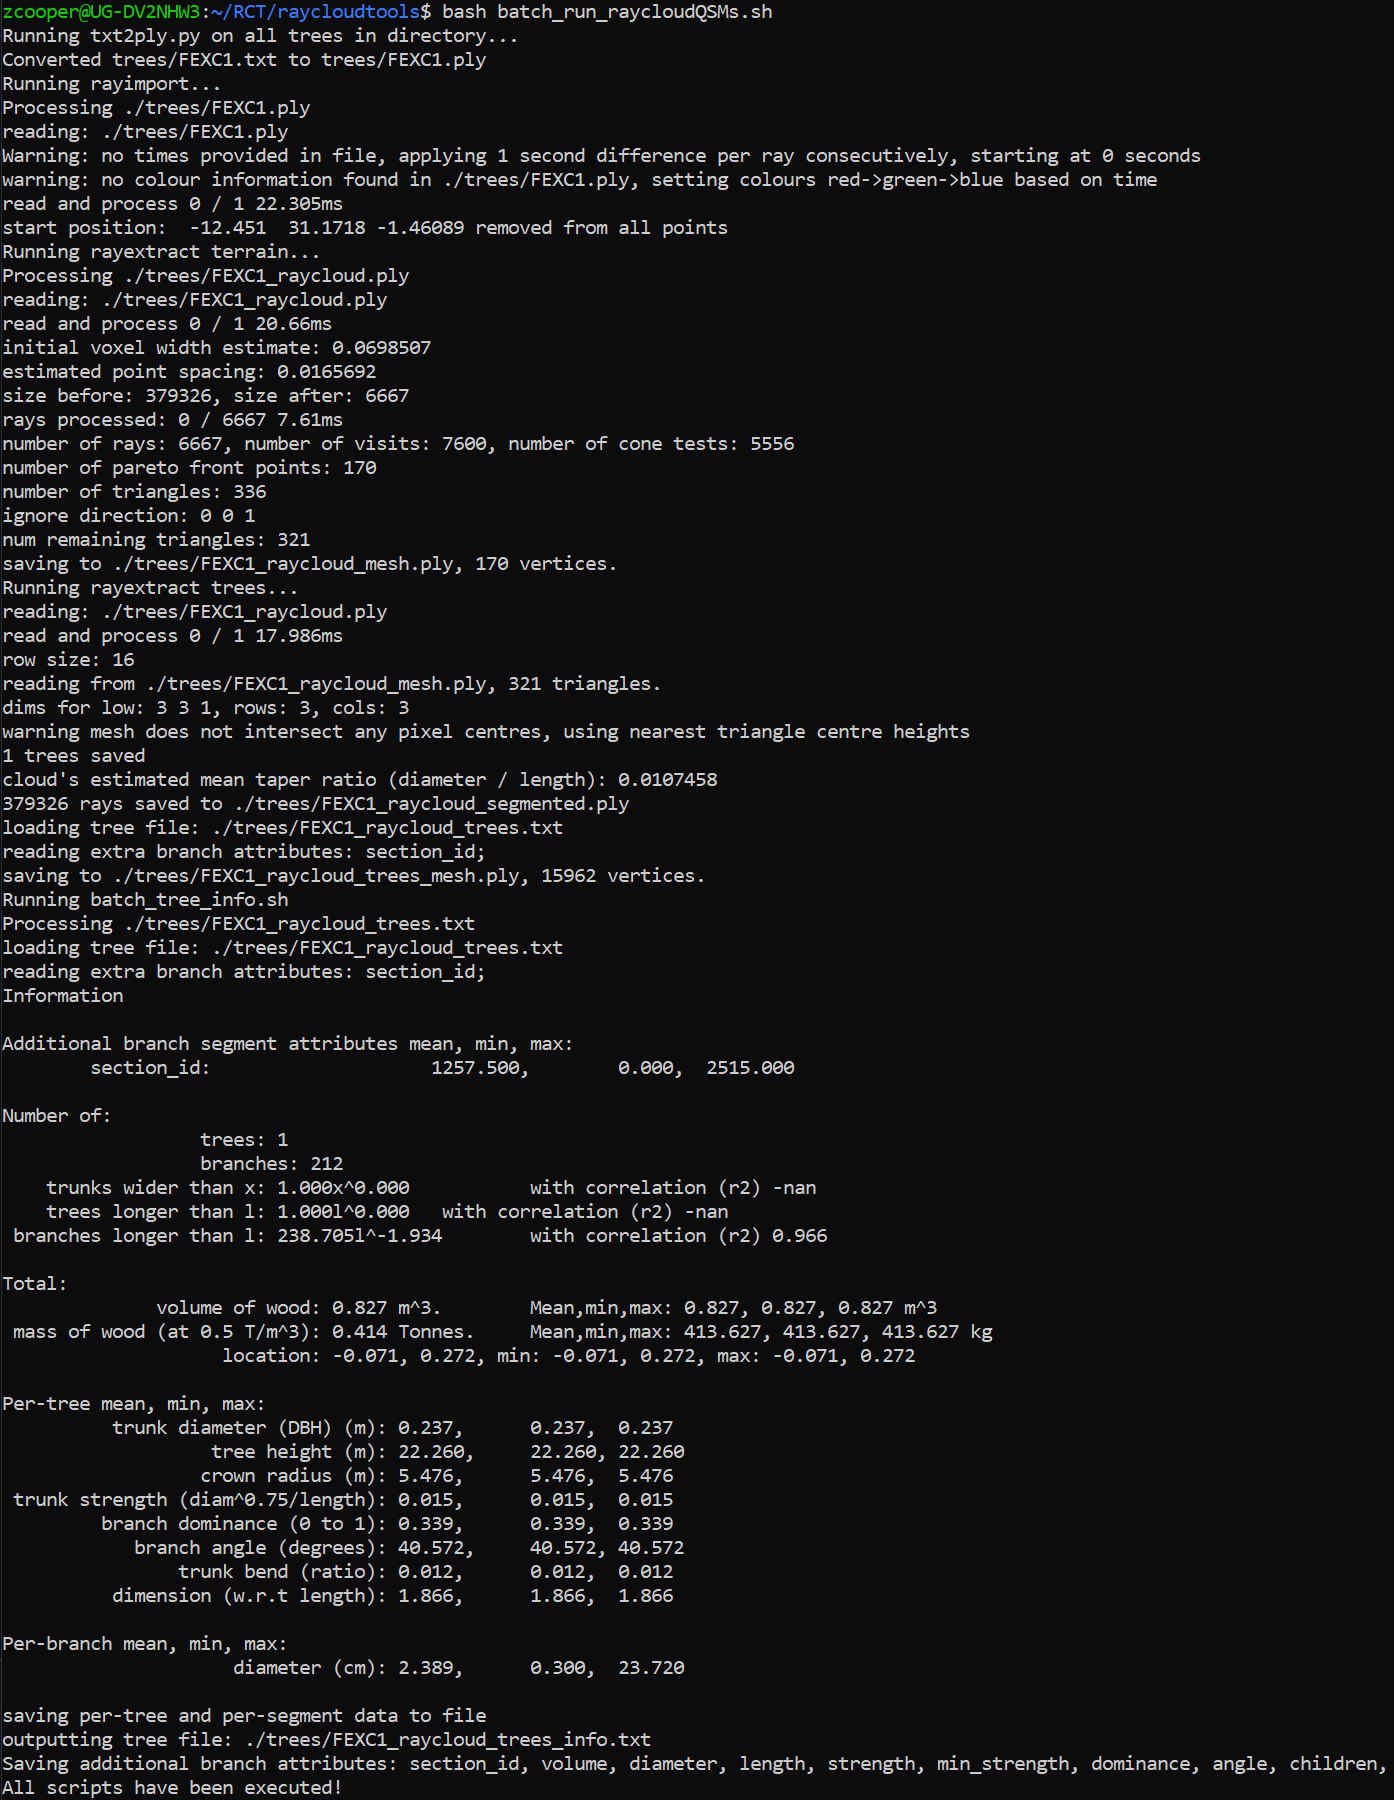 zcooper@UG-DV2NHW3:~/RCT/raycloudtools$ bash batch_run_raycloudQSMs.sh
Running txt2ply.py on all trees in directory...
Converted trees/FEXC1.txt to trees/FEXC1.ply
Running rayimport...
Processing ./trees/FEXC1.ply
reading: ./trees/FEXC1.ply
Warning: no times provided in file, applying 1 second difference per ray consecutively, starting at 0 seconds
warning: no colour information found in ./trees/FEXC1.ply, setting colours red->green->blue based on time
read and process 0 / 1 22.305ms
start position:  -12.451  31.1718 -1.46089 removed from all points
Running rayextract terrain...
Processing ./trees/FEXC1_raycloud.ply
reading: ./trees/FEXC1_raycloud.ply
read and process 0 / 1 20.66ms
initial voxel width estimate: 0.0698507
estimated point spacing: 0.0165692
size before: 379326, size after: 6667
rays processed: 0 / 6667 7.61ms
number of rays: 6667, number of visits: 7600, number of cone tests: 5556
number of pareto front points: 170
number of triangles: 336
ignore direction: 0 0 1
num remaining triangles: 321
saving to ./trees/FEXC1_raycloud_mesh.ply, 170 vertices.
Running rayextract trees...
reading: ./trees/FEXC1_raycloud.ply
read and process 0 / 1 17.986ms
row size: 16
reading from ./trees/FEXC1_raycloud_mesh.ply, 321 triangles.
dims for low: 3 3 1, rows: 3, cols: 3
warning mesh does not intersect any pixel centres, using nearest triangle centre heights
1 trees saved
cloud's estimated mean taper ratio (diameter / length): 0.0107458
379326 rays saved to ./trees/FEXC1_raycloud_segmented.ply
loading tree file: ./trees/FEXC1_raycloud_trees.txt
reading extra branch attributes: section_id;
saving to ./trees/FEXC1_raycloud_trees_mesh.ply, 15962 vertices.
Running batch_tree_info.sh
Processing ./trees/FEXC1_raycloud_trees.txt
loading tree file: ./trees/FEXC1_raycloud_trees.txt
reading extra branch attributes: section_id;
Information
Additional branch segment attributes mean, min, max:
section_id: 1257.500, 0.000, 2515.000
Number of:
trees: 1
branches: 212
trunks wider than x: 1.000x^0.000 with correlation (r2) -nan
trees longer than l: 1.000l^0.000 with correlation (r2) -nan
branches longer than l: 238.705l^-1.934 with correlation (r2) 0.966
Total:
volume of wood: 0.827 m^3. Mean,min,max: 0.827, 0.827, 0.827 m^3
mass of wood (at 0.5 T/m^3): 0.414 Tonnes. Mean,min,max: 413.627, 413.627, 413.627 kg
location: -0.071, 0.272, min: -0.071, 0.272, max: -0.071, 0.272
Per-tree mean, min, max:
trunk diameter (DBH) (m): 0.237, 0.237, 0.237
tree height (m): 22.260, 22.260, 22.260
crown radius (m): 5.476, 5.476, 5.476
trunk strength (diam^0.75/length): 0.015, 0.015, 0.015
branch dominance (0 to 1): 0.339, 0.339, 0.339
branch angle (degrees): 40.572, 40.572, 40.572
trunk bend (ratio): 0.012, 0.012, 0.012
dimension (w.r.t length): 1.866, 1.866, 1.866
Per-branch mean, min, max:
diameter (cm): 2.389, 0.300, 23.720
saving per-tree and per-segment data to file
outputting tree file: ./trees/FEXC1_raycloud_trees_info.txt
Saving additional branch attributes: section_id, volume, diameter, length, strength, min_strength, dominance, angle, children,
All scripts have been executed!